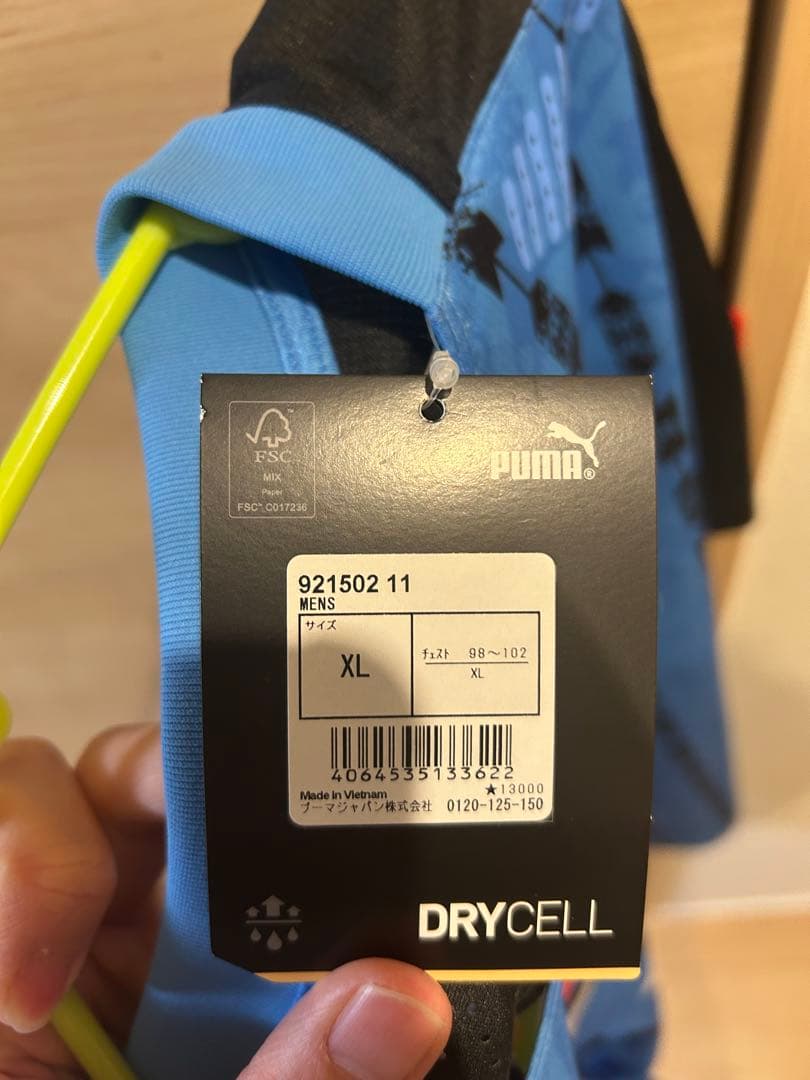 FSC
MIX
Paper
FSC™ C017236
PUMA®
921502 11
MENS
サイズ
XL
チェスト 98～102
XL
4064535133622
★13000
Made in Vietnam
プーマジャパン株式会社 0120-125-150
DRYCELL